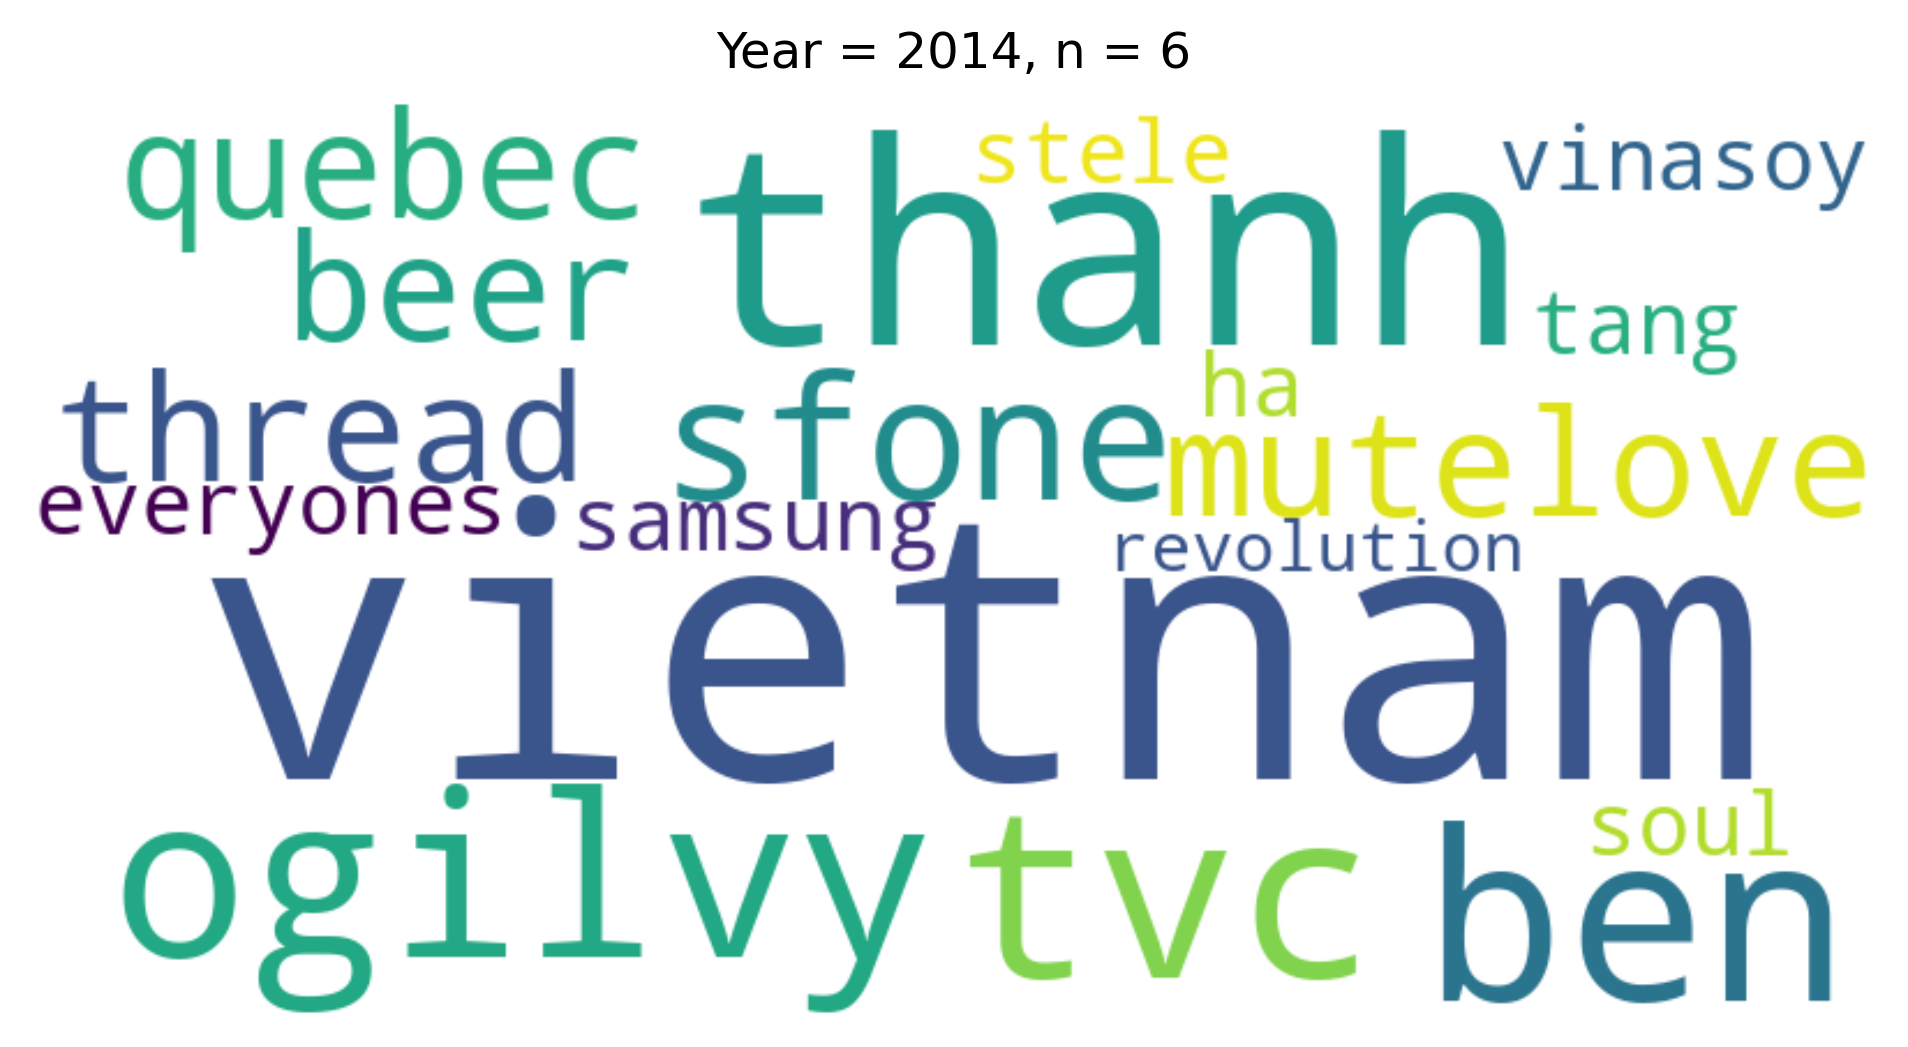 Year = 2014, n = 6
quebec
thanh
stele
vinasoy
beer
tang
thread
sfone
ha
mutelove
everyones
samsung
revolution
vietnam
ogilvy
tvc
ben
soul